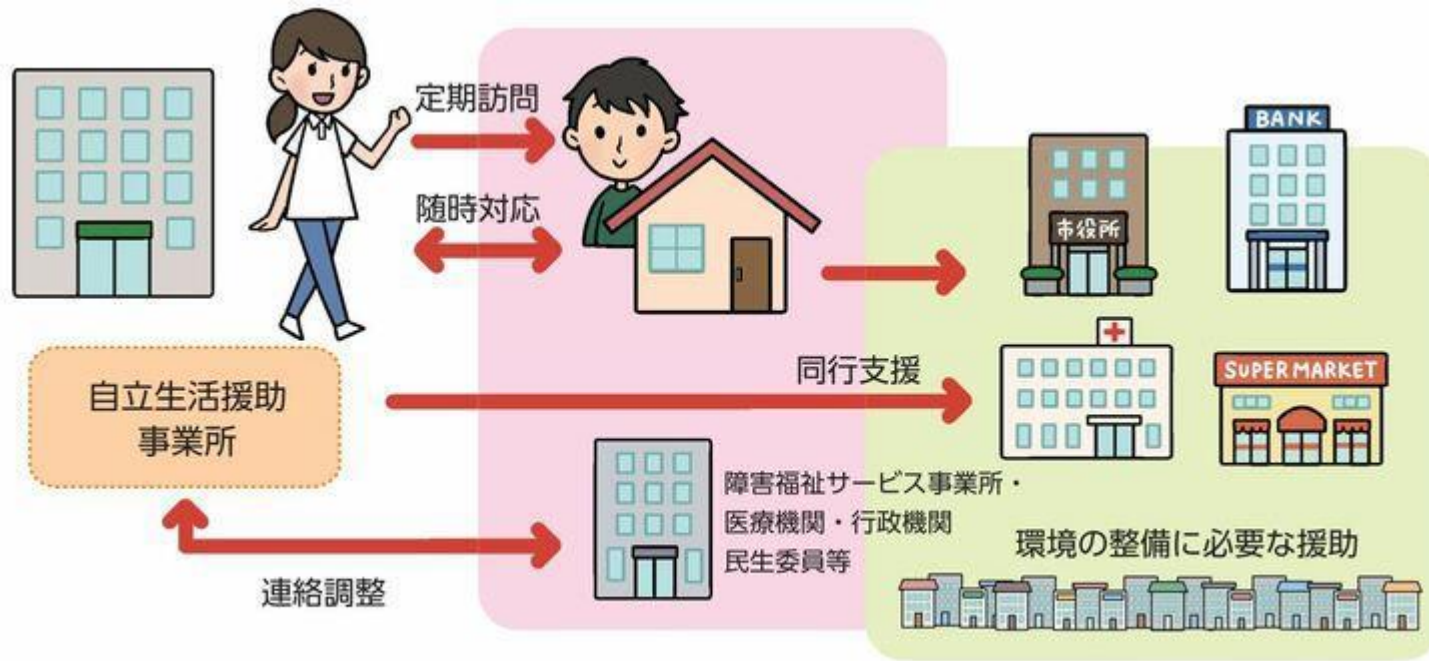 定期訪問
随時対応
BANK
市役所
同行支援
SUPER MARKET
自立生活援助
事業所
障害福祉サービス事業所・
医療機関・行政機関
民生委員等
環境の整備に必要な援助
連絡調整